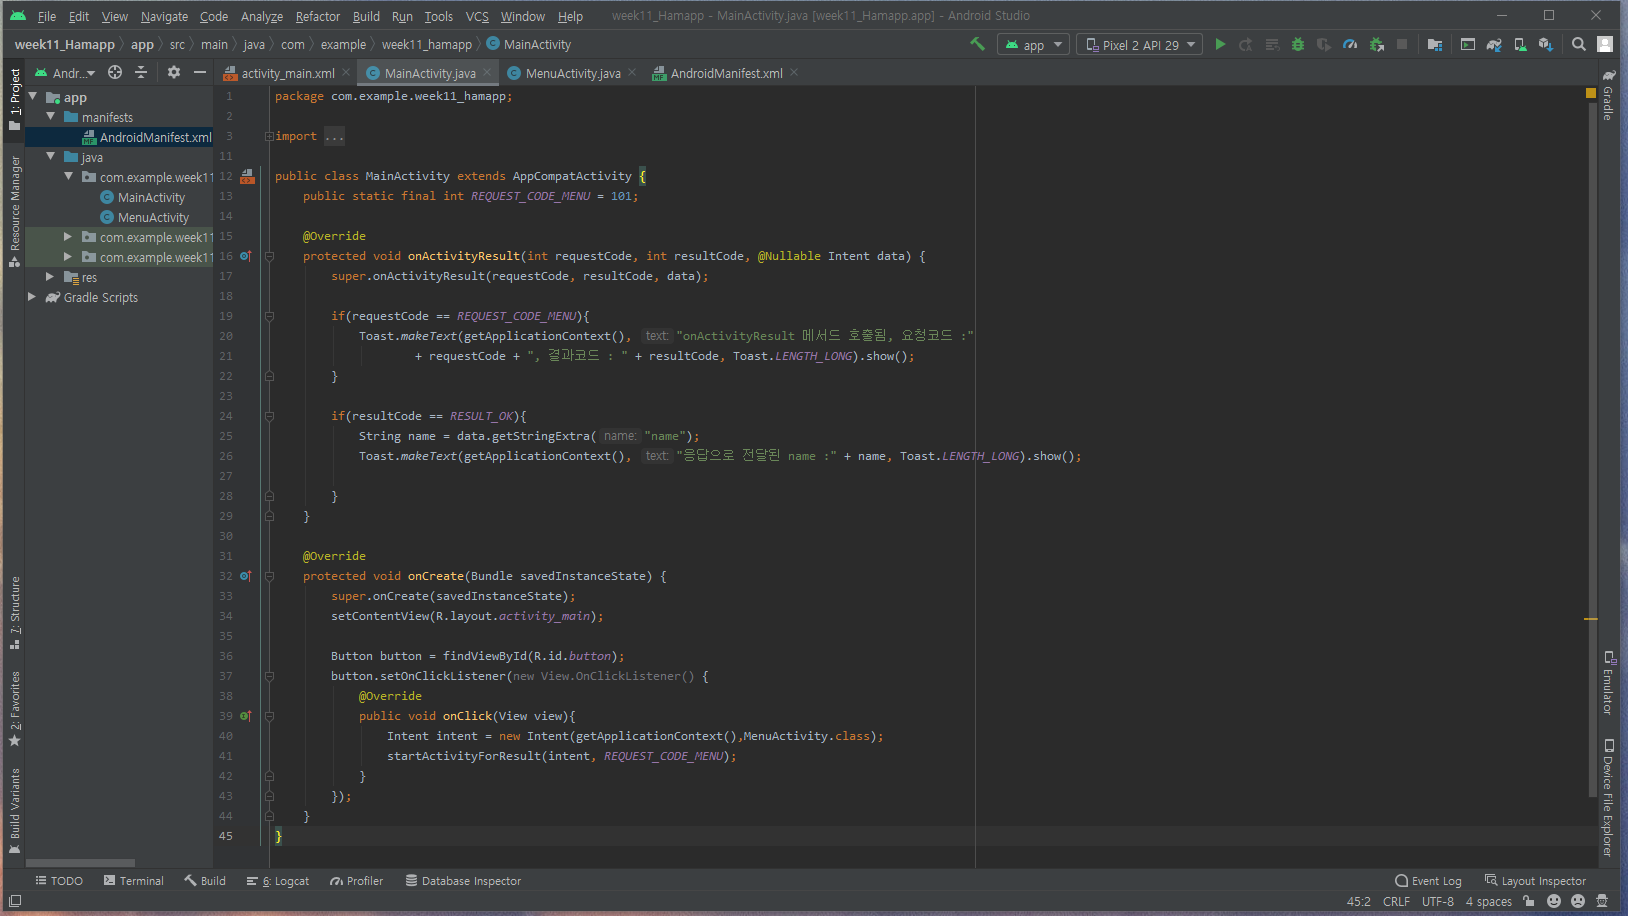 File Edit View Navigate Code Analyze Refactor Build Run Tools VCS Window Help week11_Hamapp - MainActivity.java [week11_Hamapp.app] - Android Studio
week11_Hamapp app src main java com example week11_hamapp MainActivity app Pixel 2 API 29
Andr... activity_main.xml MainActivity.java MenuActivity.java AndroidManifest.xml
1: Project
Resource Manager
7: Structure
2: Favorites
Build Variants
app
manifests
AndroidManifest.xml
java
com.example.week11
MainActivity
MenuActivity
com.example.week11
com.example.week11
res
Gradle Scripts
1 package com.example.week11_hamapp;
2
3 import ...
11
12 public class MainActivity extends AppCompatActivity {
13 public static final int REQUEST_CODE_MENU = 101;
14
15 @Override
16 protected void onActivityResult(int requestCode, int resultCode, @Nullable Intent data) {
17 super.onActivityResult(requestCode, resultCode, data);
18
19 if(requestCode == REQUEST_CODE_MENU){
20 Toast.makeText(getApplicationContext(), text: "onActivityResult 메서드 호출됨, 요청코드 :"
21 + requestCode + ", 결과코드 : " + resultCode, Toast.LENGTH_LONG).show();
22 }
23
24 if(resultCode == RESULT_OK){
25 String name = data.getStringExtra( name: "name");
26 Toast.makeText(getApplicationContext(), text: "응답으로 전달된 name :" + name, Toast.LENGTH_LONG).show();
27
28 }
29 }
30
31 @Override
32 protected void onCreate(Bundle savedInstanceState) {
33 super.onCreate(savedInstanceState);
34 setContentView(R.layout.activity_main);
35
36 Button button = findViewById(R.id.button);
37 button.setOnClickListener(new View.OnClickListener() {
38 @Override
39 public void onClick(View view){
40 Intent intent = new Intent(getApplicationContext(),MenuActivity.class);
41 startActivityForResult(intent, REQUEST_CODE_MENU);
42 }
43 });
44 }
45 }
Gradle
Emulator
Device File Explorer
TODO Terminal Build 6: Logcat Profiler Database Inspector Event Log Layout Inspector
45:2 CRLF UTF-8 4 spaces